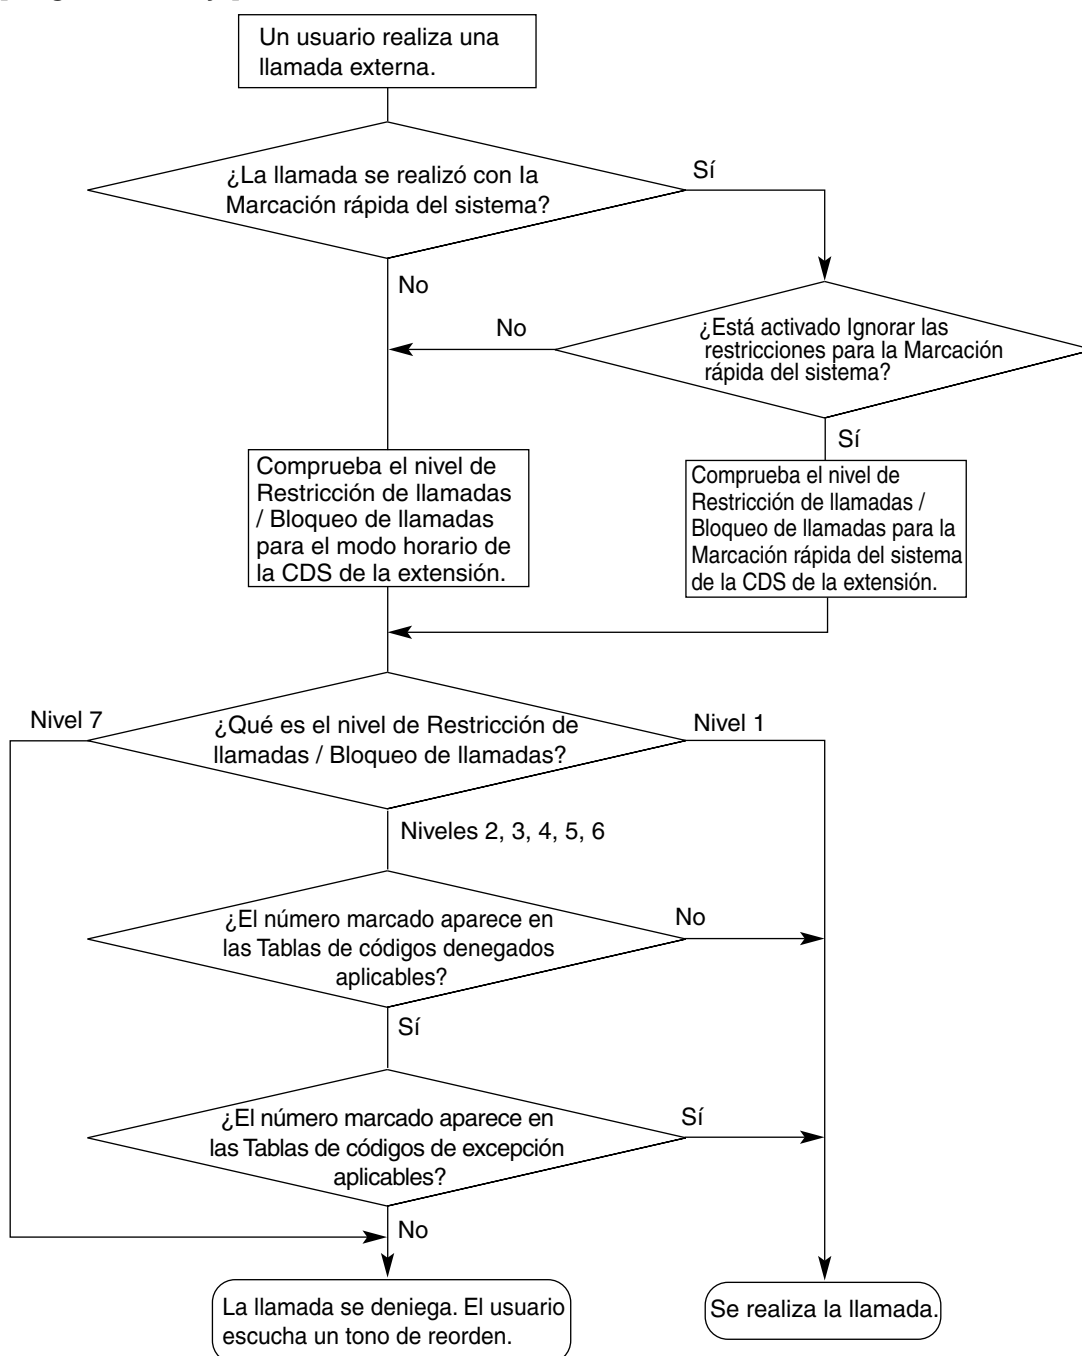 Un usuario realiza una
llamada externa.
¿La llamada se realizó con la
Marcación rápida del sistema?
Sí
No
¿Está activado Ignorar las
restricciones para la Marcación
rápida del sistema?
No
Sí
Comprueba el nivel de
Restricción de llamadas
/ Bloqueo de llamadas
para el modo horario de
la CDS de la extensión.
Comprueba el nivel de
Restricción de llamadas /
Bloqueo de llamadas para la
Marcación rápida del sistema
de la CDS de la extensión.
Nivel 7
¿Qué es el nivel de Restricción de
llamadas / Bloqueo de llamadas?
Nivel 1
Niveles 2, 3, 4, 5, 6
¿El número marcado aparece en
las Tablas de códigos denegados
aplicables?
No
Sí
¿El número marcado aparece en
las Tablas de códigos de excepción
aplicables?
Sí
No
La llamada se deniega. El usuario
escucha un tono de reorden.
Se realiza la llamada.